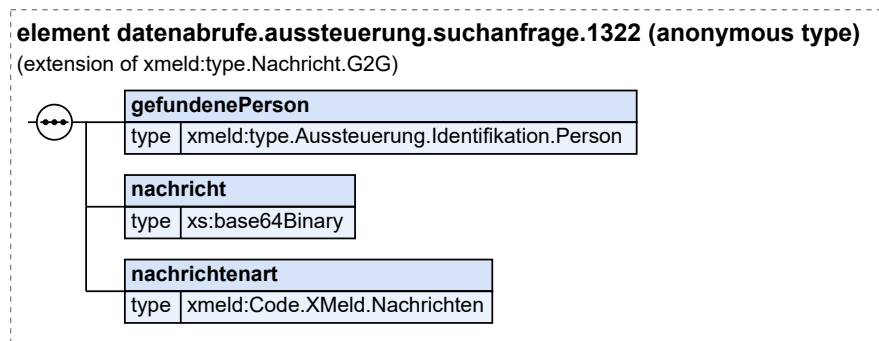 element datenabrufe.aussteuerung.suchanfrage.1322 (anonymous type)
(extension of xmeld:type.Nachricht.G2G)
gefundenePerson
type xmeld:type.Aussteuerung.Identifikation.Person
nachricht
type xs:base64Binary
nachrichtenart
type xmeld:Code.XMeld.Nachrichten